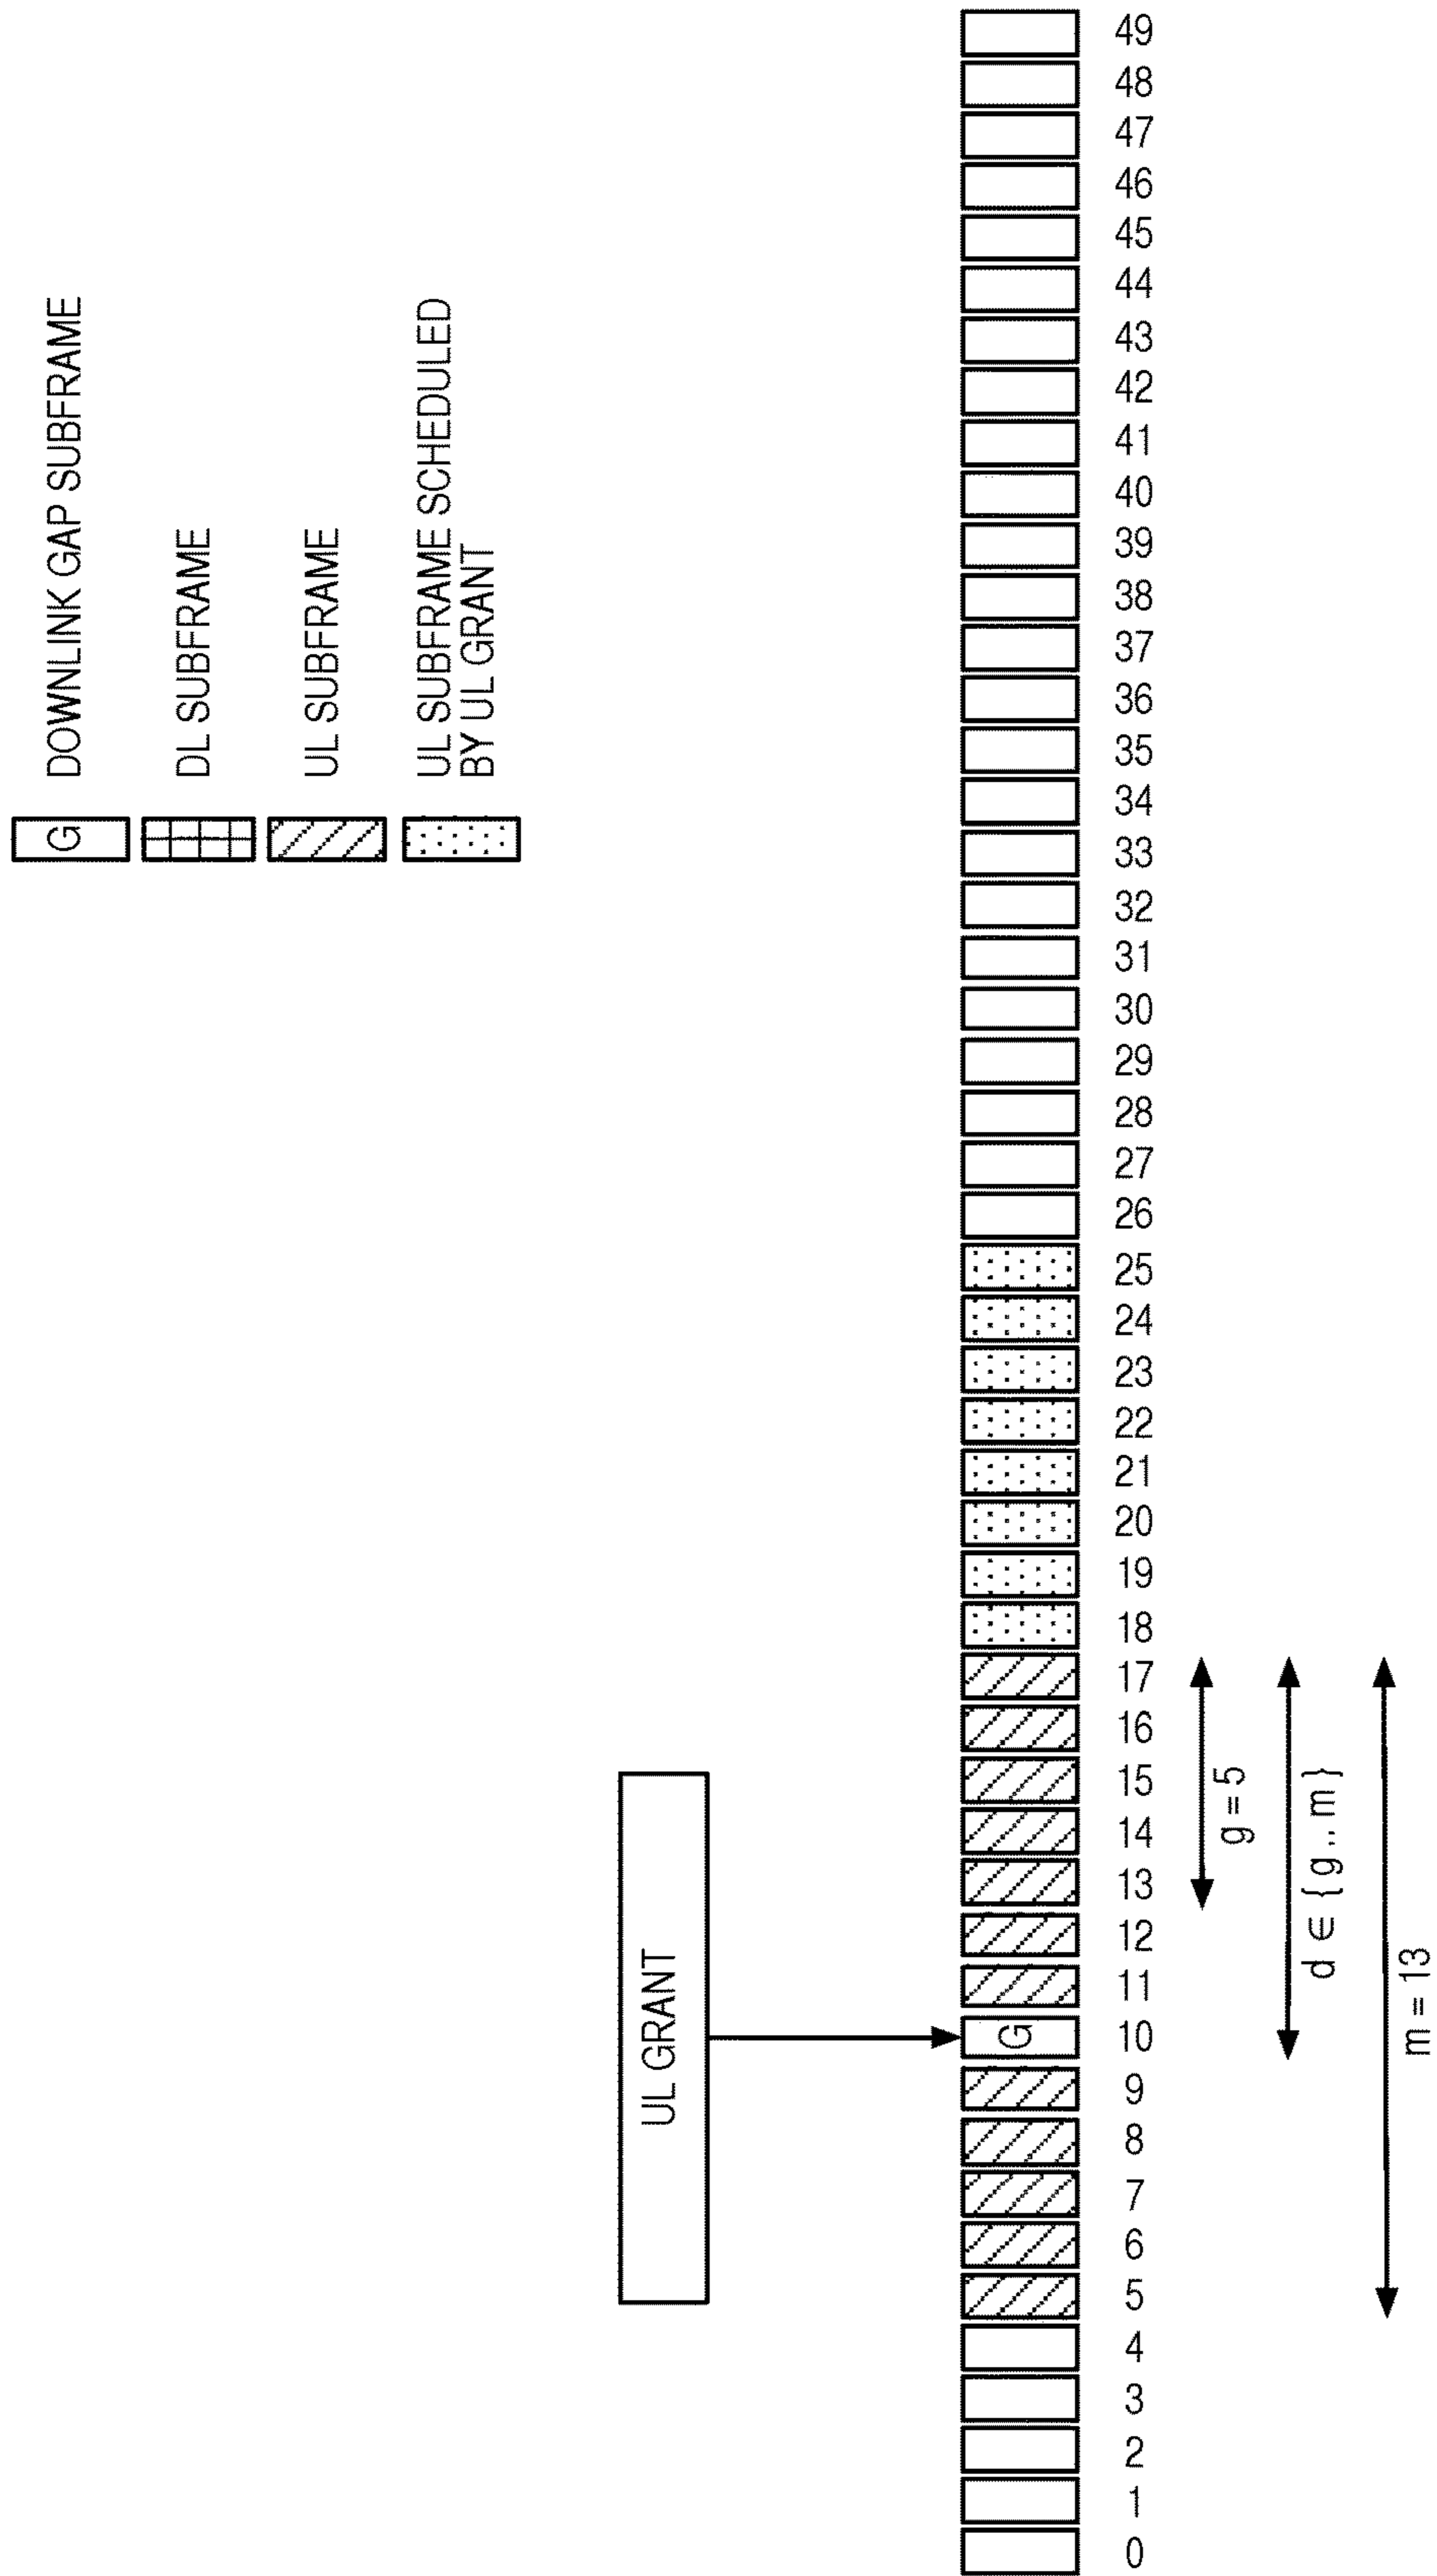 G DOWNLINK GAP SUBFRAME
DL SUBFRAME
UL SUBFRAME
UL SUBFRAME SCHEDULED
BY UL GRANT
UL GRANT
G
0 1 2 3 4 5 6 7 8 9 10 11 12 13 14 15 16 17 18 19 20 21 22 23 24 25 26 27 28 29 30 31 32 33 34 35 36 37 38 39 40 41 42 43 44 45 46 47 48 49
g = 5
d ∈ { g .. m }
m = 13